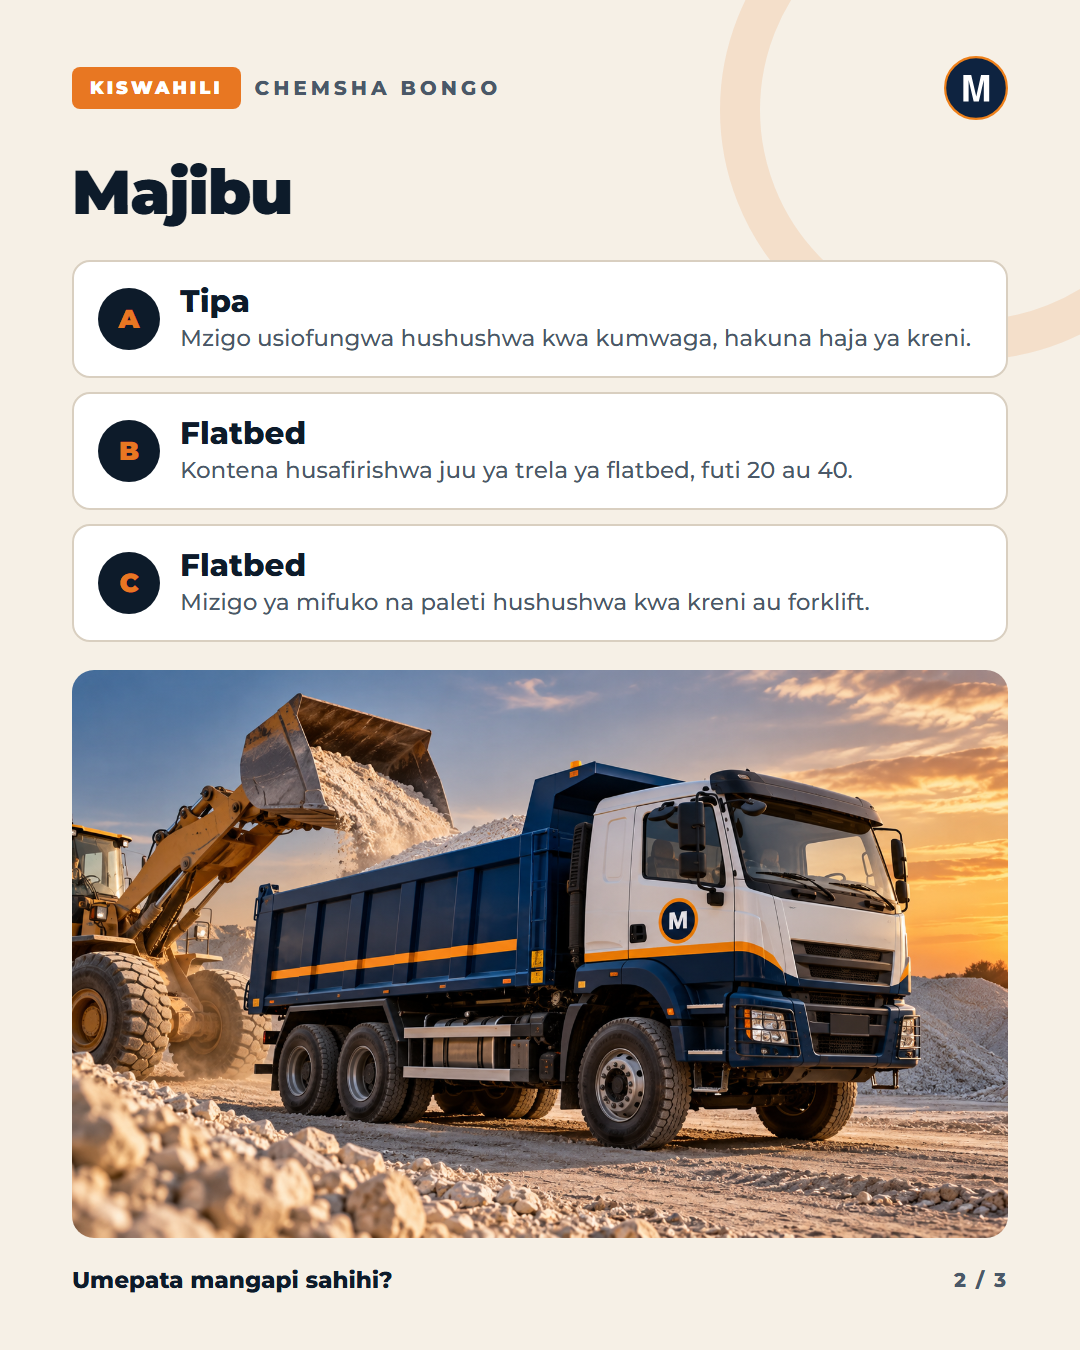 KISWAHILI CHEMSHA BONGO
M
Majibu
A
Tipa
Mzigo usiofungwa hushushwa kwa kumwaga, hakuna haja ya kreni.
B
Flatbed
Kontena husafirishwa juu ya trela ya flatbed, futi 20 au 40.
C
Flatbed
Mizigo ya mifuko na paleti hushushwa kwa kreni au forklift.
M
Umepata mangapi sahihi?
2 / 3